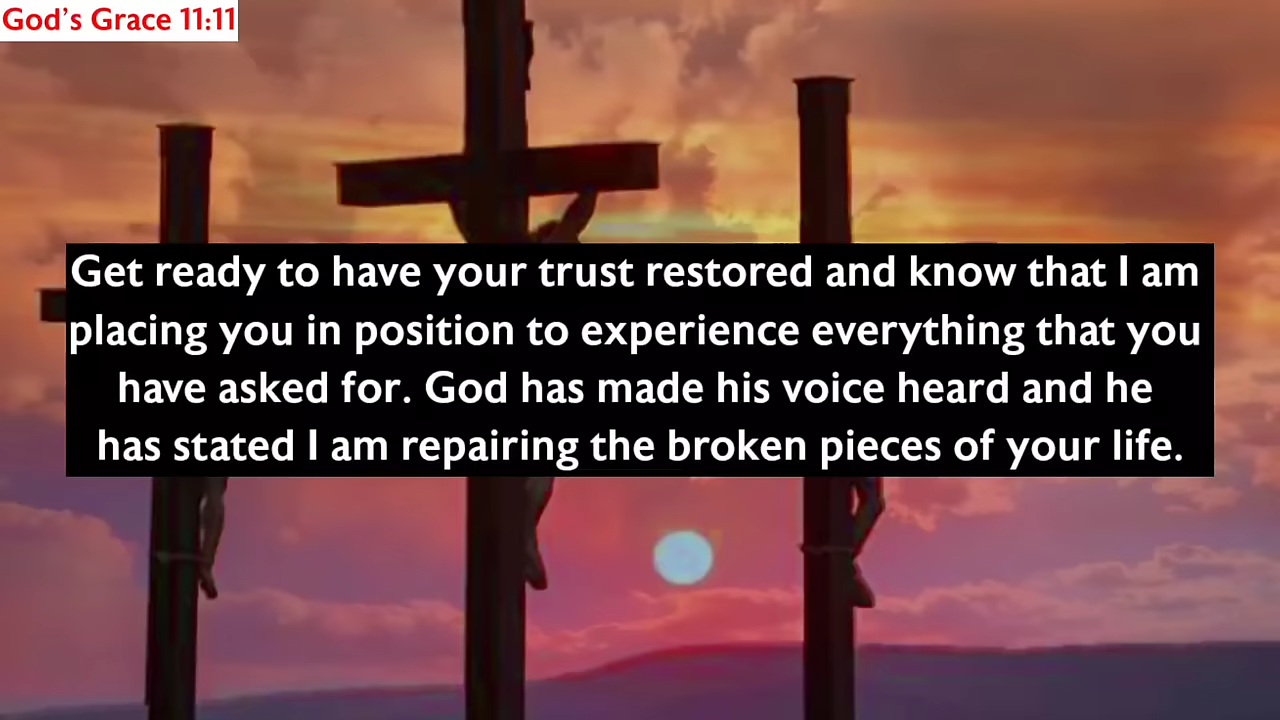 God's Grace 11:11
Get ready to have your trust restored and know that I am
placing you in position to experience everything that you
have asked for. God has made his voice heard and he
has stated I am repairing the broken pieces of your life.